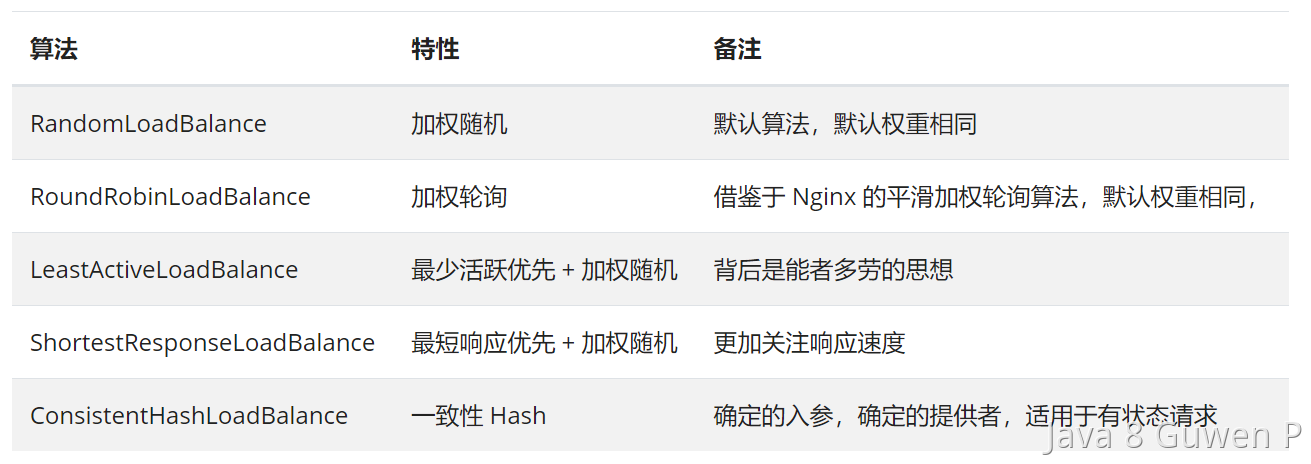 算法 特性 备注
RandomLoadBalance 加权随机 默认算法，默认权重相同
RoundRobinLoadBalance 加权轮询 借鉴于 Nginx 的平滑加权轮询算法，默认权重相同，
LeastActiveLoadBalance 最少活跃优先 + 加权随机 背后是能者多劳的思想
ShortestResponseLoadBalance 最短响应优先 + 加权随机 更加关注响应速度
ConsistentHashLoadBalance 一致性 Hash 确定的入参，确定的提供者，适用于有状态请求
Java 8 Guwen P